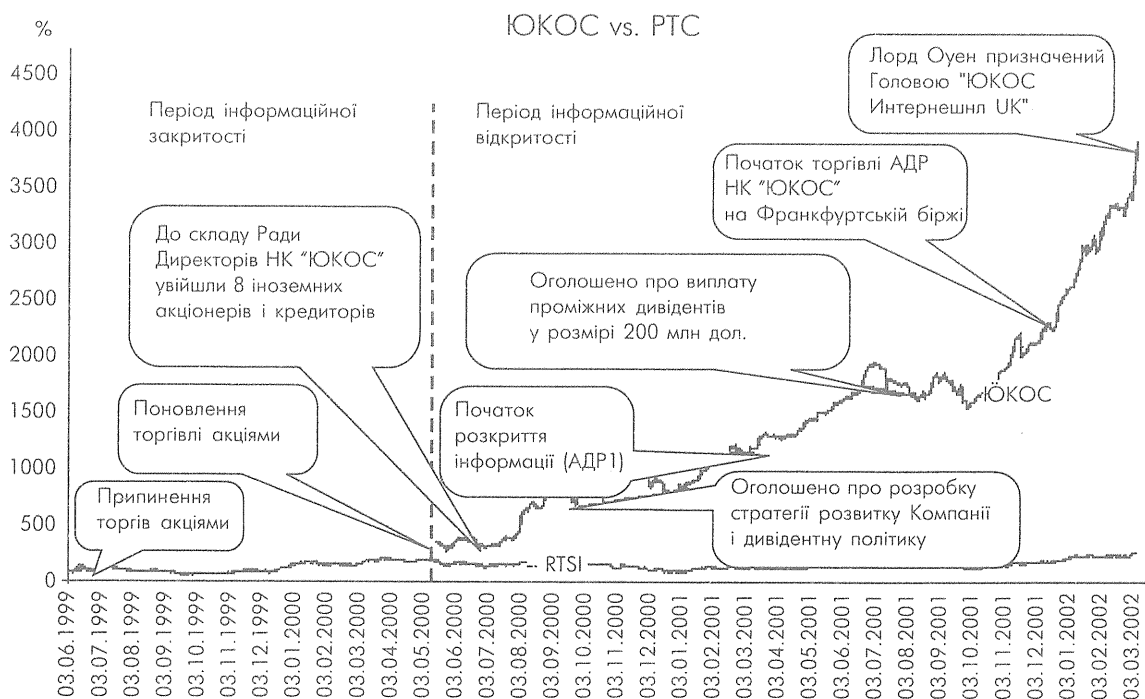 ЮКОС vs. РТС
%
4500
4000
3500
3000
2500
2000
1500
1000
500
0
Період інформаційної
закритості
Період інформаційної
відкритості
Лорд Оуен призначений
Головою "ЮКОС
Интернешнл UK"
Початок торгівлі АДР
НК "ЮКОС"
на Франкфуртській біржі
До складу Ради
Директорів НК "ЮКОС"
увійшли 8 іноземних
акціонерів і кредиторів
Оголошено про виплату
проміжних дивідентів
у розмірі 200 млн дол.
Поновлення
торгівлі акціями
Початок
розкриття
інформації (АДР1)
ЮКОС
Припинення
торгів акціями
Оголошено про розробку
стратегії розвитку Компанії
і дивідентну політику
RTSI
03.06.1999
03.07.1999
03.08.1999
03.09.1999
03.10.1999
03.11.1999
03.12.1999
03.01.2000
03.02.2000
03.03.2000
03.04.2000
03.05.2000
03.06.2000
03.07.2000
03.08.2000
03.09.2000
03.10.2000
03.11.2000
03.12.2000
03.01.2001
03.02.2001
03.03.2001
03.04.2001
03.05.2001
03.06.2001
03.07.2001
03.08.2001
03.09.2001
03.10.2001
03.11.2001
03.12.2001
03.01.2002
03.02.2002
03.03.2002